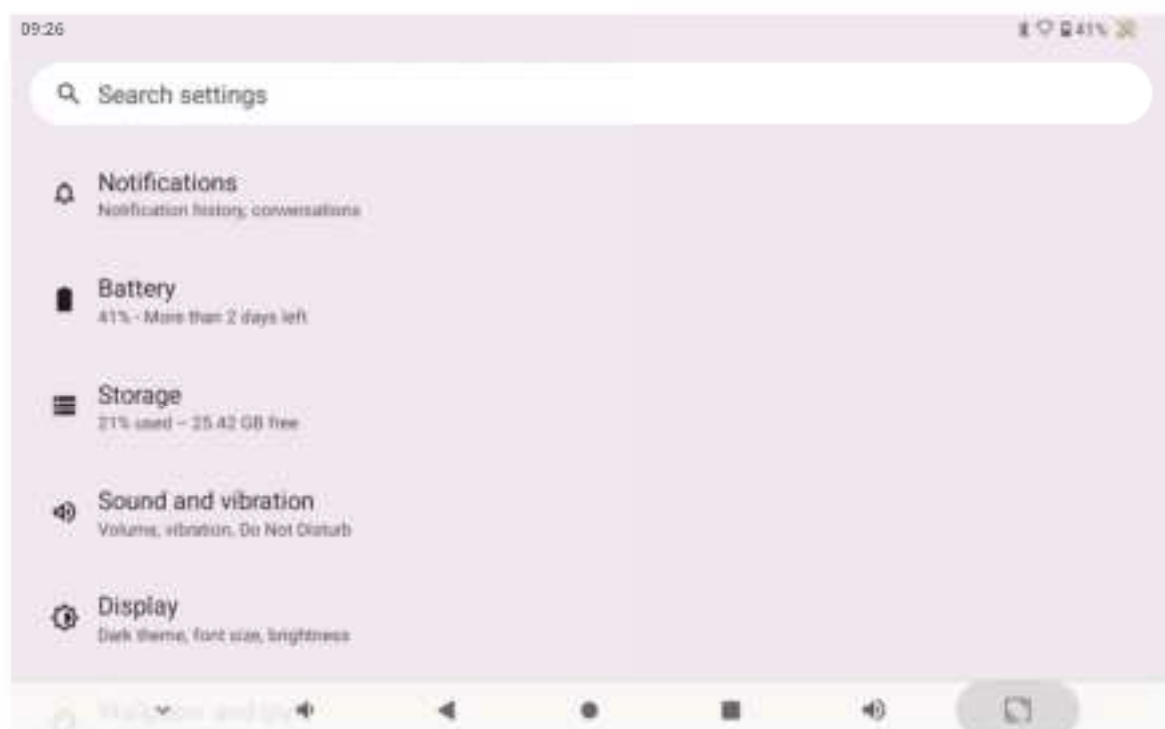 09:26
41%
Search settings
Notifications
Notification history, conversations
Battery
41% - More than 2 days left
Storage
21% used – 25.42 GB free
Sound and vibration
Volume, vibration, Do Not Disturb
Display
Dark theme, font size, brightness